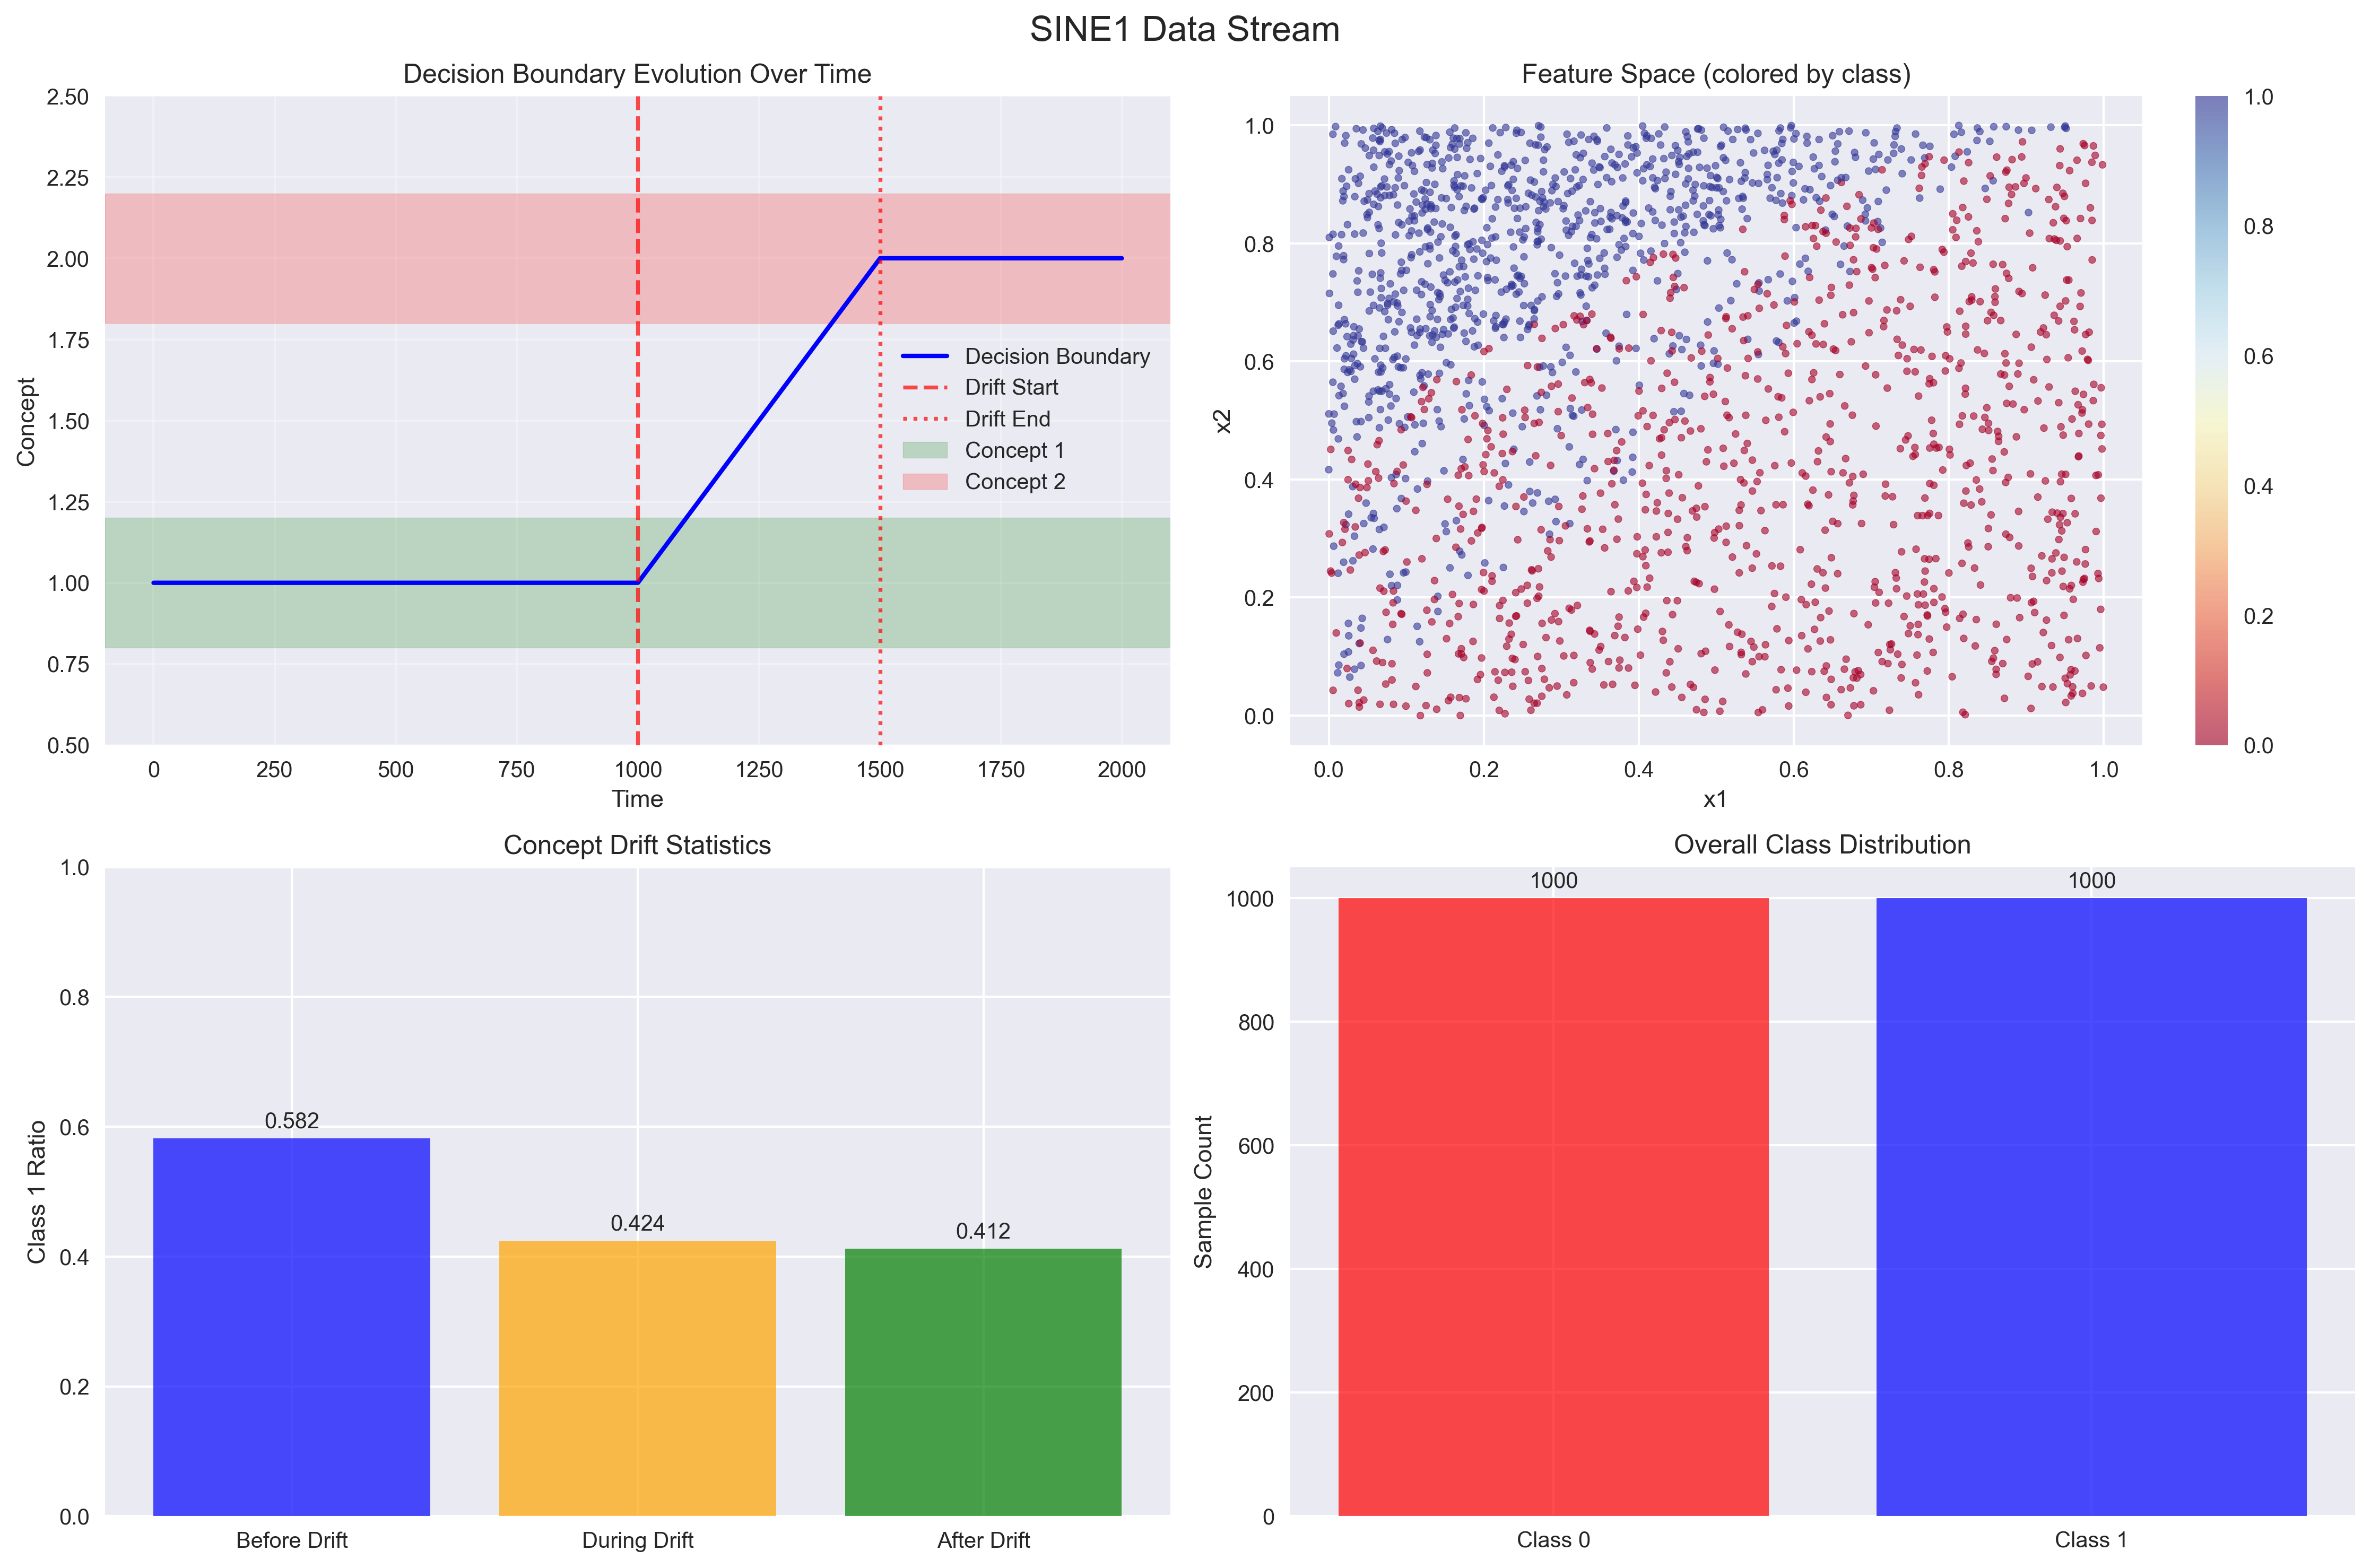 SINE1 Data Stream
Decision Boundary Evolution Over Time
2.50
2.25
2.00
1.75
1.50
1.25
1.00
0.75
0.50
Concept
0
250
500
750
1000
1250
1500
1750
2000
Time
Decision Boundary
Drift Start
Drift End
Concept 1
Concept 2
Feature Space (colored by class)
1.0
0.8
0.6
0.4
0.2
0.0
x2
0.0
0.2
0.4
0.6
0.8
1.0
x1
1.0
0.8
0.6
0.4
0.2
0.0
Concept Drift Statistics
1.0
0.8
0.6
0.4
0.2
0.0
Class 1 Ratio
0.582
0.424
0.412
Before Drift
During Drift
After Drift
Overall Class Distribution
1000
800
600
400
200
0
Sample Count
1000
1000
Class 0
Class 1